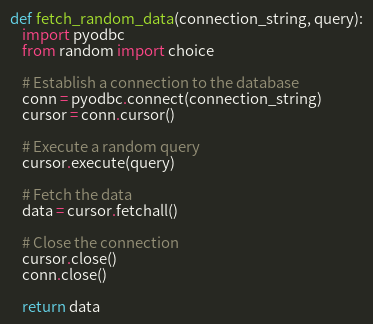 def fetch_random_data(connection_string, query):
    import pyodbc
    from random import choice

    # Establish a connection to the database
    conn = pyodbc.connect(connection_string)
    cursor = conn.cursor()

    # Execute a random query
    cursor.execute(query)

    # Fetch the data
    data = cursor.fetchall()

    # Close the connection
    cursor.close()
    conn.close()

    return data